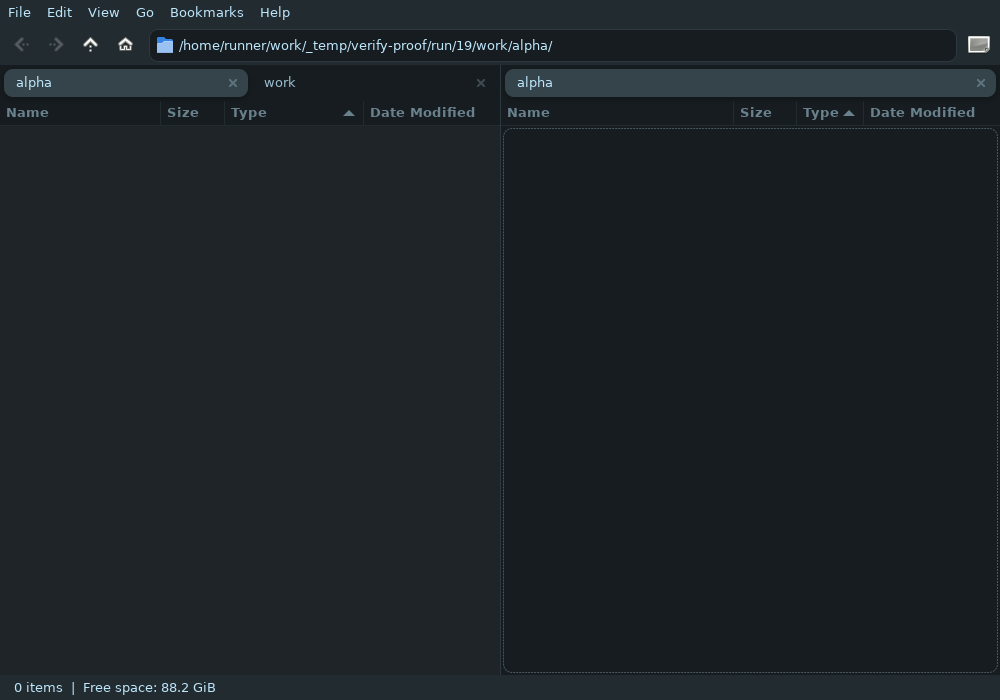 File Edit View Go Bookmarks Help
/home/runner/work/_temp/verify-proof/run/19/work/alpha/
alpha work alpha
Name Size Type Date Modified Name Size Type Date Modified
0 items | Free space: 88.2 GiB